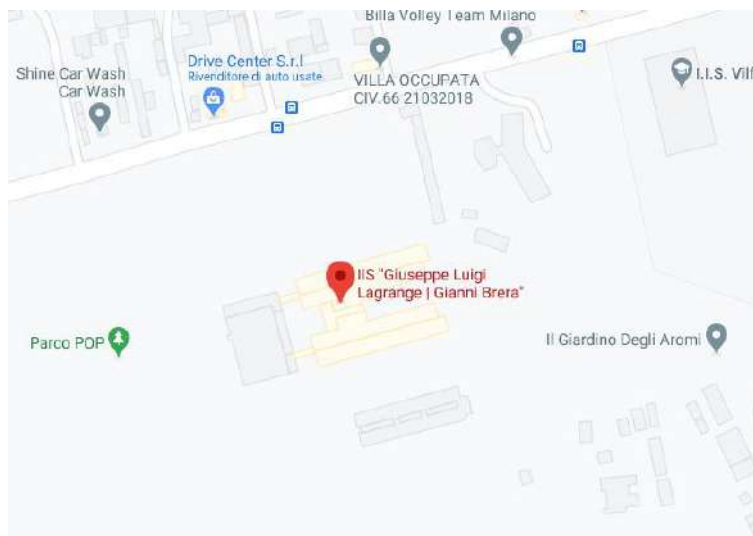 Billa Volley Team Milano
Drive Center S.r.l
Rivenditore di auto usate
Shine Car Wash
Car Wash
VILLA OCCUPATA
CIV.66 21032018
I.I.S. Vilf
IIS "Giuseppe Luigi
Lagrange | Gianni Brera"
Parco POP
Il Giardino Degli Aromi